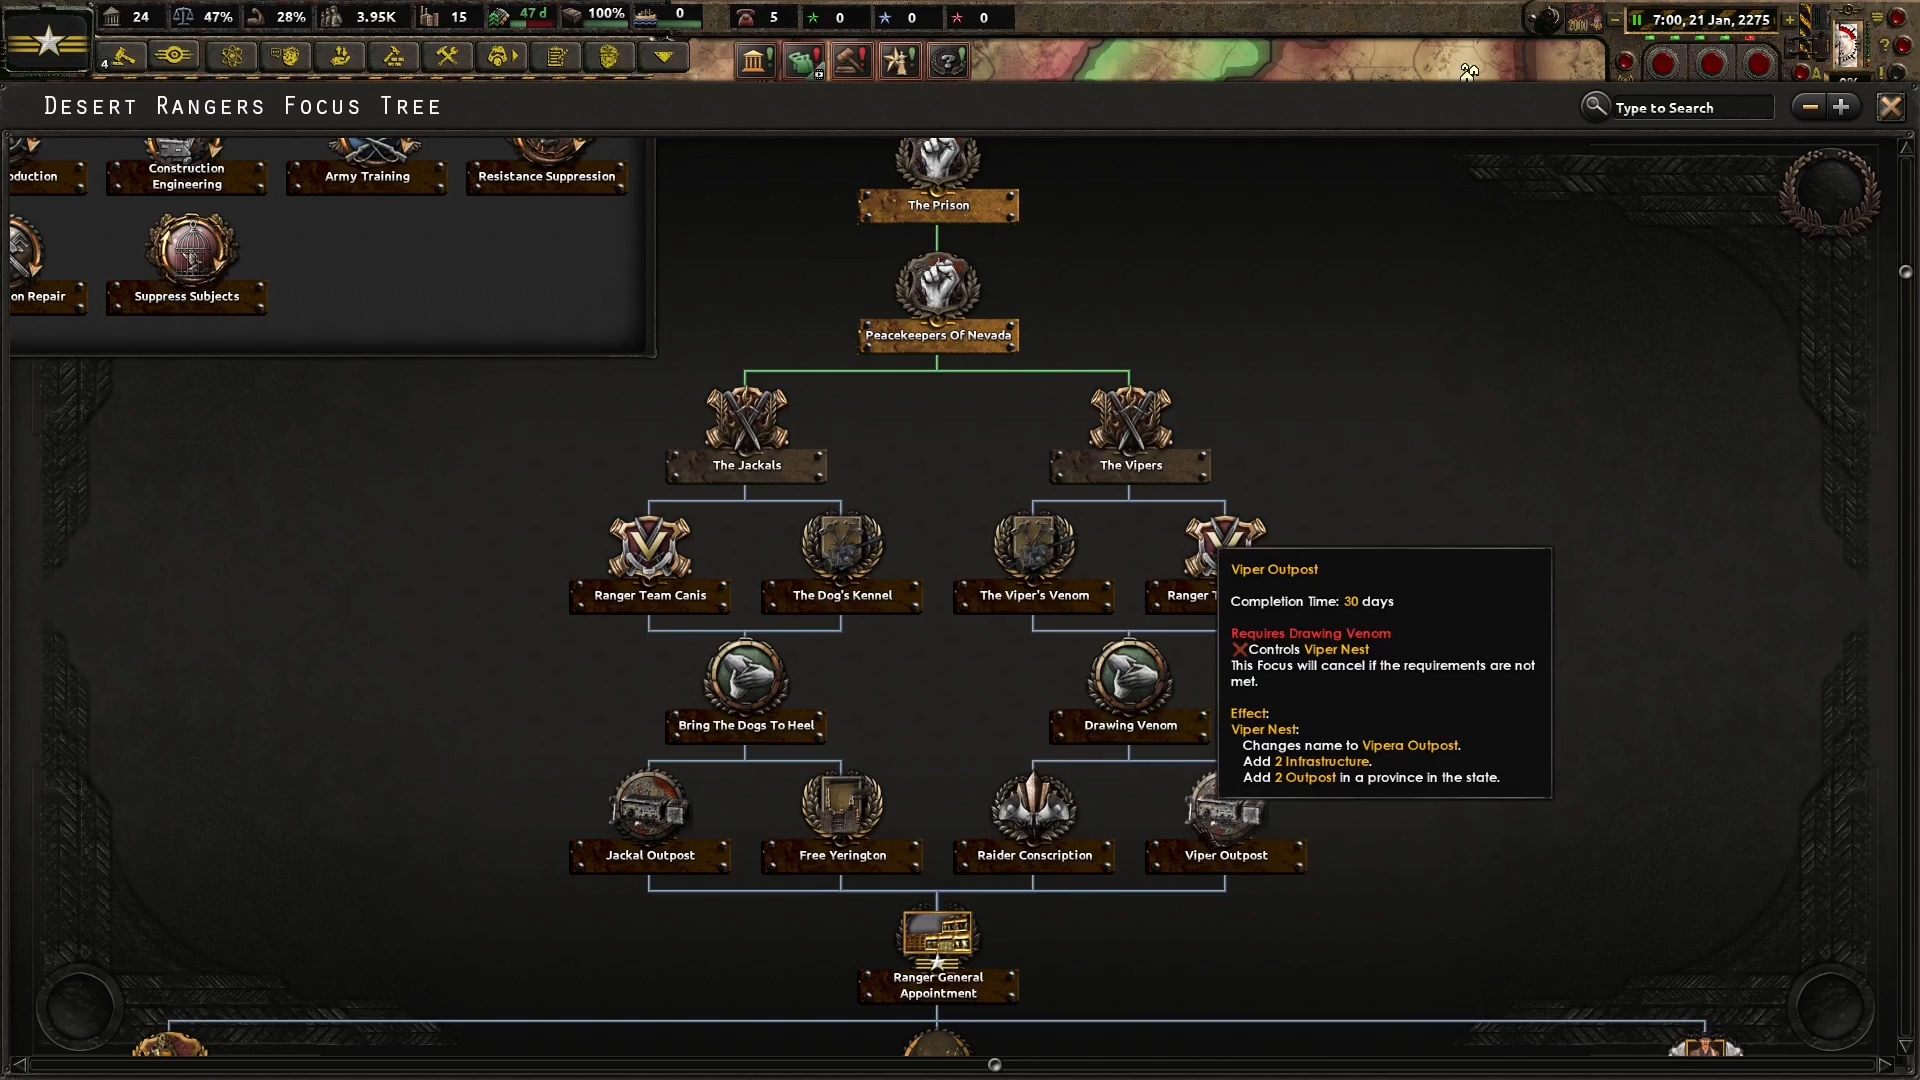 24
47%
28%
3.95K
15
47 d
100%
0
5
0
0
0
7:00, 21 Jan, 2275
4
Desert Rangers Focus Tree
Type to Search
oduction
Construction
Engineering
Army Training
Resistance Suppression
on Repair
Suppress Subjects
The Prison
Peacekeepers Of Nevada
The Jackals
The Vipers
Ranger Team Canis
The Dog's Kennel
The Viper's Venom
Ranger T
Bring The Dogs To Heel
Drawing Venom
Viper Outpost
Completion Time: 30 days
Requires Drawing Venom
Controls Viper Nest
This Focus will cancel if the requirements are not
met.
Effect:
Viper Nest:
Changes name to Vipera Outpost.
Add 2 Infrastructure.
Add 2 Outpost in a province in the state.
Jackal Outpost
Free Yerington
Raider Conscription
Viper Outpost
Ranger General
Appointment